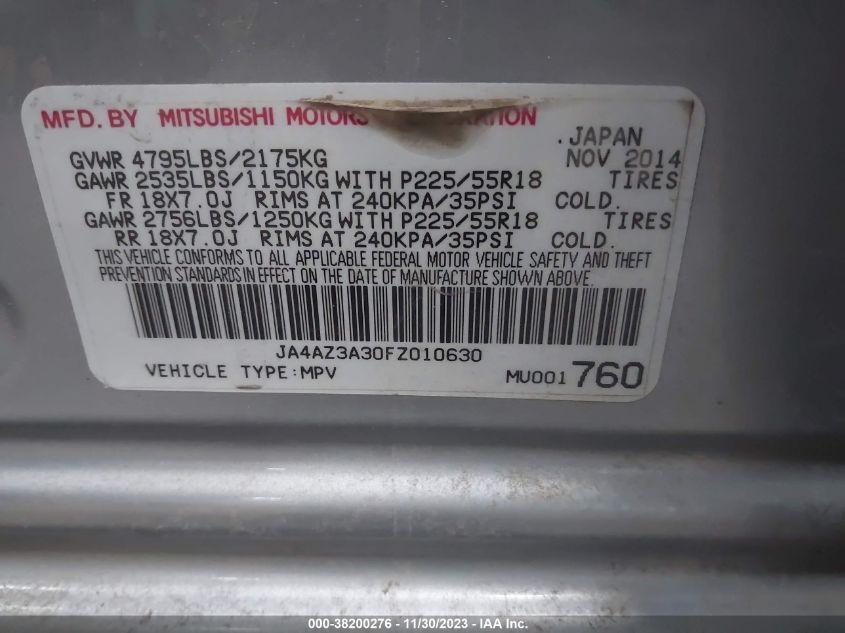 MFD. BY MITSUBISHI MOTORS
JAPAN
GVWR 4795LBS/2175KG NOV 2014
GAWR 2535LBS/1150KG WITH P225/55R18 TIRES
FR 18X7.0J RIMS AT 240KPA/35PSI COLD.
GAWR 2756LBS/1250KG WITH P225/55R18 TIRES
RR 18X7.0J RIMS AT 240KPA/35PSI COLD.
THIS VEHICLE CONFORMS TO ALL APPLICABLE FEDERAL MOTOR VEHICLE SAFETY AND THEFT
PREVENTION STANDARDS IN EFFECT ON THE DATE OF MANUFACTURE SHOWN ABOVE.
JA4AZ3A30FZ010630
VEHICLE TYPE:MPV MU001 760
000-38200276 - 11/30/2023 - IAA Inc.